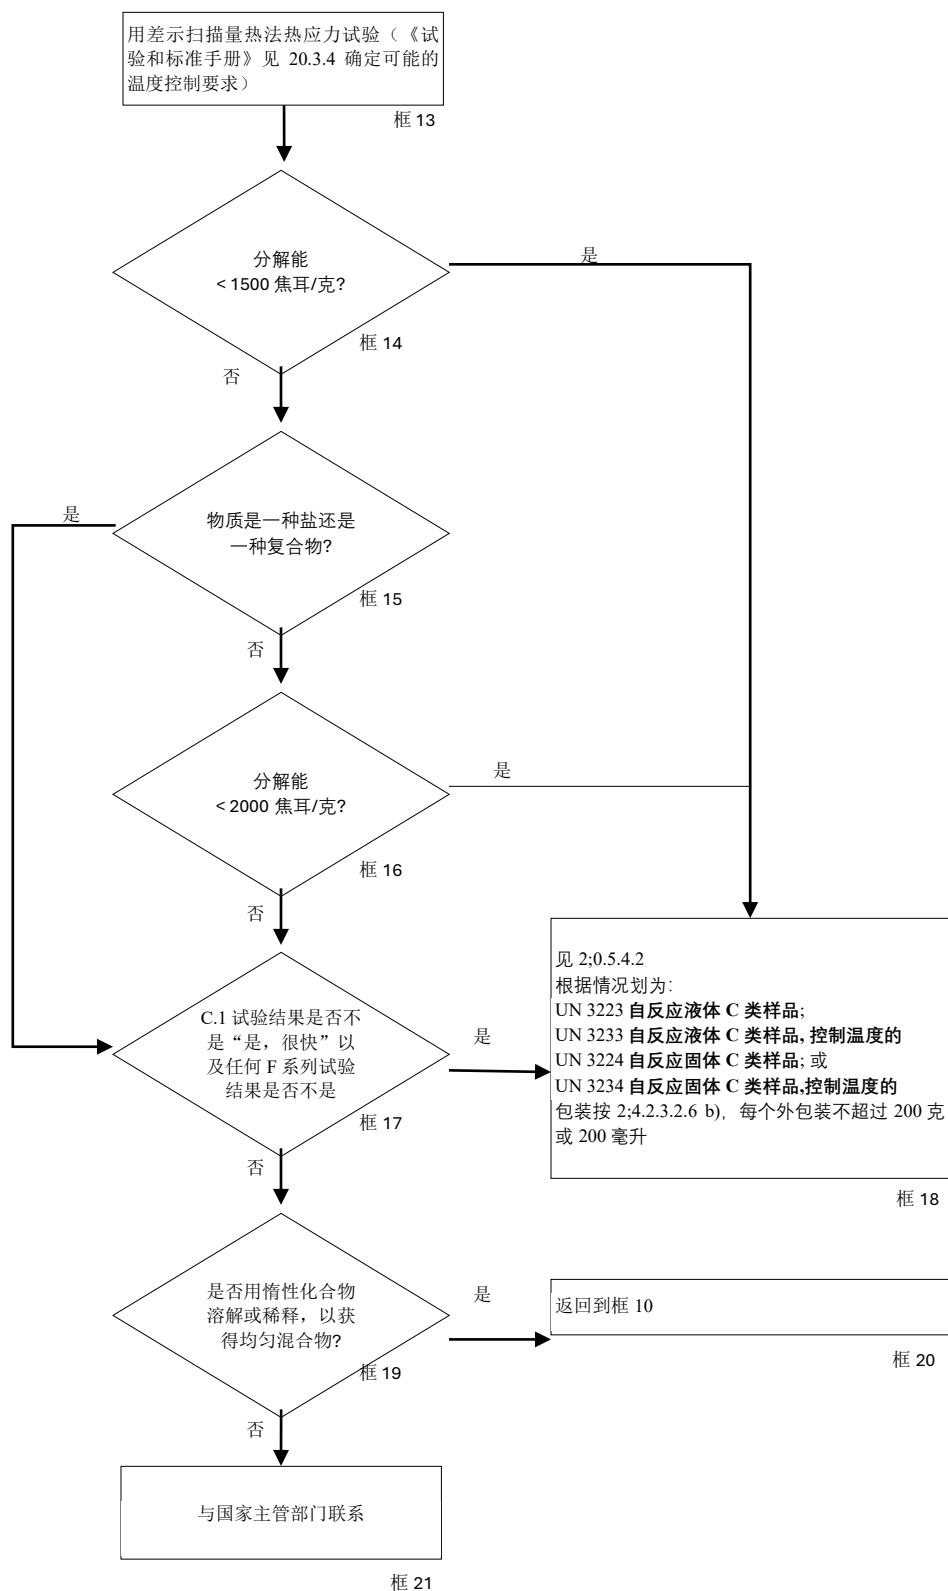 用差示扫描量热法热应力试验（《试
验和标准手册》见 20.3.4 确定可能的
温度控制要求）
框 13
分解能
< 1500 焦耳/克?
是
框 14
否
是
物质是一种盐还是
一种复合物?
框 15
否
分解能
< 2000 焦耳/克?
是
框 16
否
C.1 试验结果是否不
是“是，很快”以
及任何 F 系列试验
结果是否不是
是
框 17
见 2;0.5.4.2
根据情况划为:
UN 3223 自反应液体 C 类样品;
UN 3233 自反应液体 C 类样品, 控制温度的
UN 3224 自反应固体 C 类样品; 或
UN 3234 自反应固体 C 类样品,控制温度的
包装按 2;4.2.3.2.6 b)，每个外包装不超过 200 克
或 200 毫升
框 18
否
是否用惰性化合物
溶解或稀释，以获
得均匀混合物?
是
框 19
返回到框 10
框 20
否
与国家主管部门联系
框 21